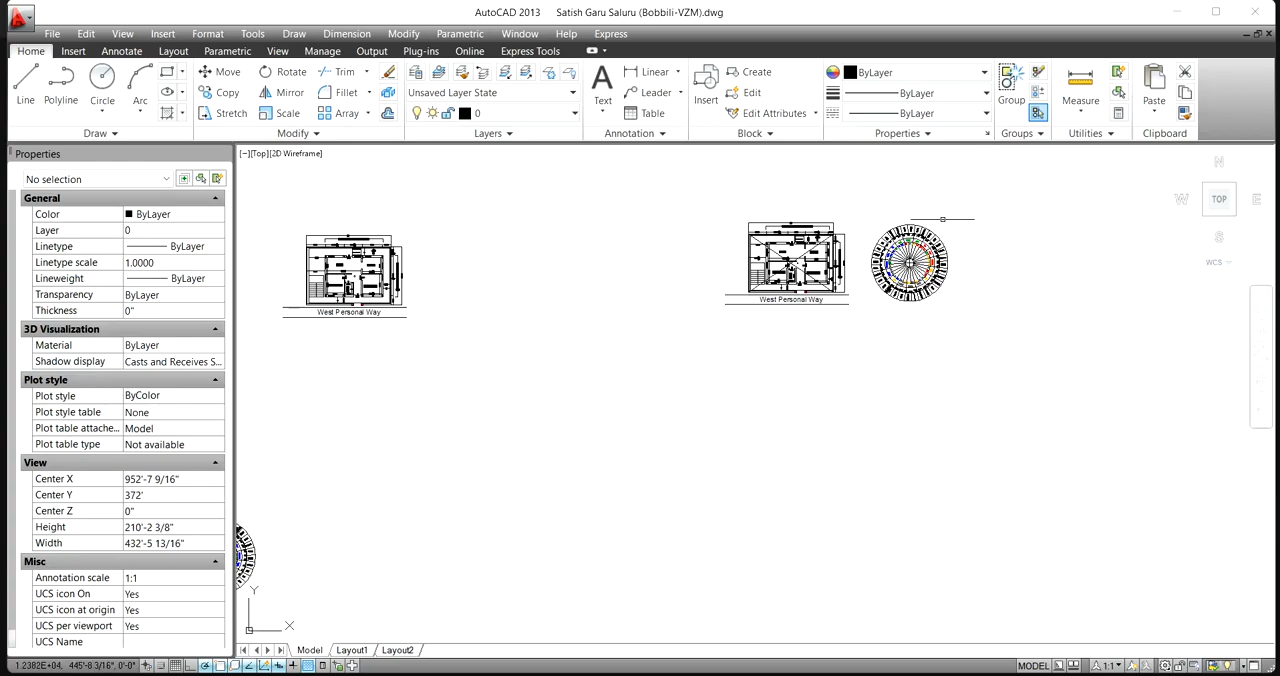 AutoCAD 2013 Satish Garu Saluru (Bobbili-VZM).dwg
File Edit View Insert Format Tools Draw Dimension Modify Parametric Window Help Express
Home Insert Annotate Layout Parametric View Manage Output Plug-ins Online Express Tools
Line Polyline Circle Arc
Move Rotate Trim
Copy Mirror Fillet
Stretch Scale Array
Unsaved Layer State
0
Text
Linear
Leader
Table
Insert
Create
Edit
Edit Attributes
ByLayer
ByLayer
ByLayer
Group
Measure
Paste
Draw Modify Layers Annotation Block Properties Groups Utilities Clipboard
Properties
No selection
General
Color ByLayer
Layer 0
Linetype ByLayer
Linetype scale 1.0000
Lineweight ByLayer
Transparency ByLayer
Thickness 0"
3D Visualization
Material ByLayer
Shadow display Casts and Receives S...
Plot style
Plot style ByColor
Plot style table None
Plot table attache... Model
Plot table type Not available
View
Center X 952'-7 9/16"
Center Y 372'
Center Z 0"
Height 210'-2 3/8"
Width 432'-5 13/16"
Misc
Annotation scale 1:1
UCS icon On Yes
UCS icon at origin Yes
UCS per viewport Yes
UCS Name
[−][Top][2D Wireframe]
West Personal Way
West Personal Way
N
W TOP E
S
WCS
Y
X
Model Layout1 Layout2
1.2382E+04, 445'-8.3/16", 0'-0"
MODEL 1:1